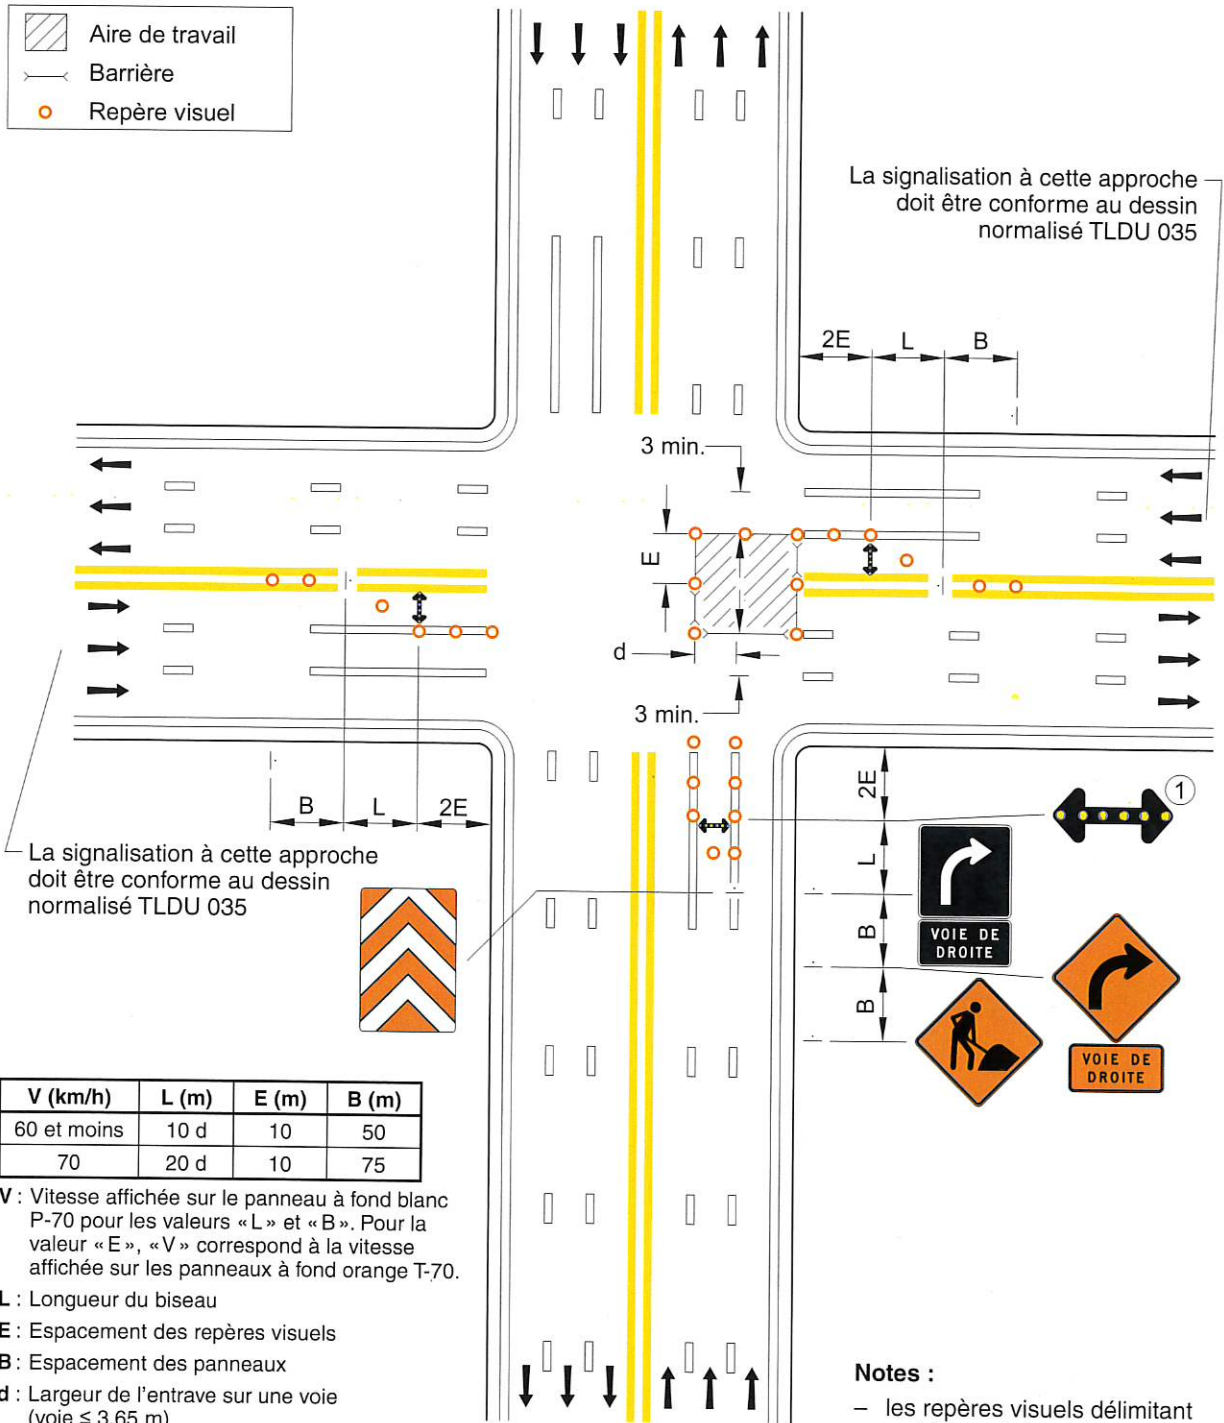 Aire de travail
Barrière
Repère visuel
La signalisation à cette approche
doit être conforme au dessin
normalisé TLDU 035
2E
L
B
3 min.
E
d
3 min.
B
L
2E
La signalisation à cette approche
doit être conforme au dessin
normalisé TLDU 035
2E
L
B
B
1
VOIE DE
DROITE
VOIE DE
DROITE
V (km/h) L (m) E (m) B (m)
60 et moins 10 d 10 50
70 20 d 10 75
V : Vitesse affichée sur le panneau à fond blanc
P-70 pour les valeurs « L » et « B ». Pour la
valeur « E », « V » correspond à la vitesse
affichée sur les panneaux à fond orange T-70.
L : Longueur du biseau
E : Espacement des repères visuels
B : Espacement des panneaux
d : Largeur de l'entrave sur une voie
(voie ≤ 3,65 m)
Notes :
– les repères visuels délimitant